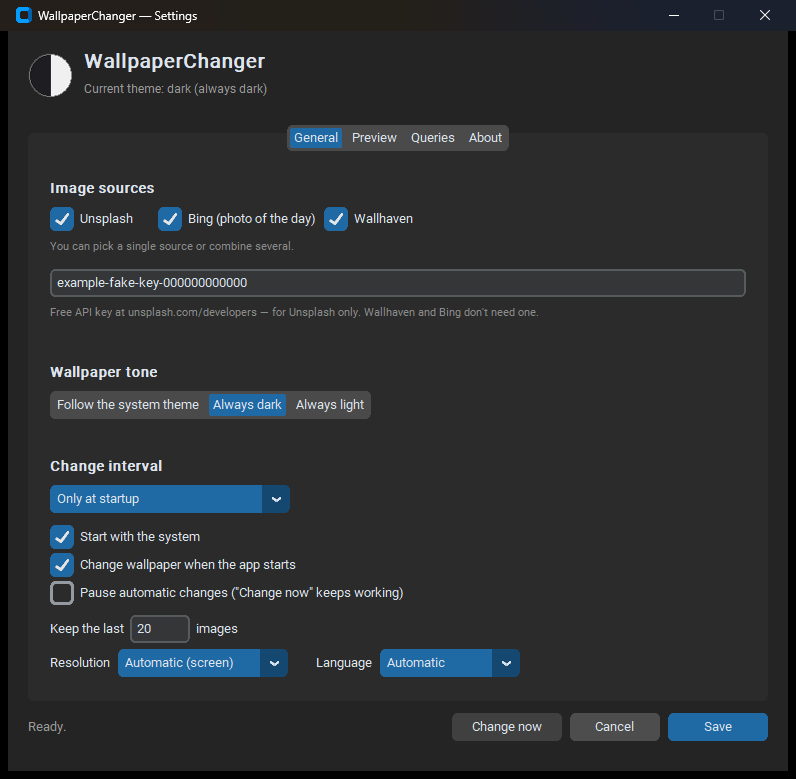 WallpaperChanger — Settings
WallpaperChanger
Current theme: dark (always dark)
General Preview Queries About
Image sources
Unsplash Bing (photo of the day) Wallhaven
You can pick a single source or combine several.
example-fake-key-000000000000
Free API key at unsplash.com/developers — for Unsplash only. Wallhaven and Bing don't need one.
Wallpaper tone
Follow the system theme Always dark Always light
Change interval
Only at startup
Start with the system
Change wallpaper when the app starts
Pause automatic changes ("Change now" keeps working)
Keep the last 20 images
Resolution Automatic (screen) Language Automatic
Ready. Change now Cancel Save